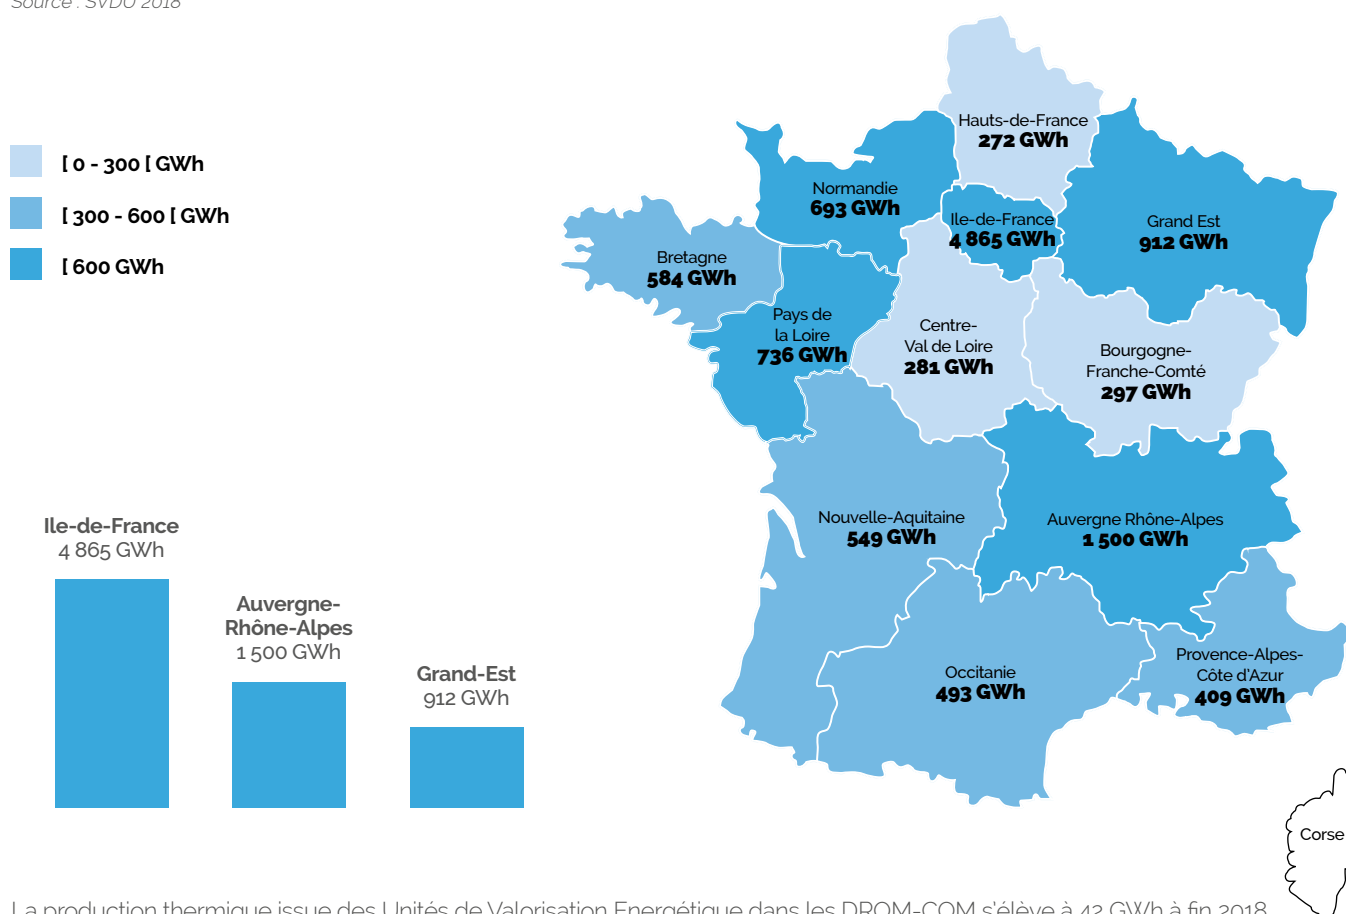 Source : SVDU 2018
[ 0 - 300 [ GWh
[ 300 - 600 [ GWh
[ 600 GWh
Hauts-de-France
272 GWh
Normandie
693 GWh
Ile-de-France
4 865 GWh
Grand Est
912 GWh
Bretagne
584 GWh
Pays de
la Loire
736 GWh
Centre-
Val de Loire
281 GWh
Bourgogne-
Franche-Comté
297 GWh
Nouvelle-Aquitaine
549 GWh
Auvergne Rhône-Alpes
1 500 GWh
Occitanie
493 GWh
Provence-Alpes-
Côte d'Azur
409 GWh
Corse
Ile-de-France
4 865 GWh
Auvergne-
Rhône-Alpes
1 500 GWh
Grand-Est
912 GWh
La production thermique issue des Unités de Valorisation Energétique dans les DROM-COM s'élève à 42 GWh à fin 2018